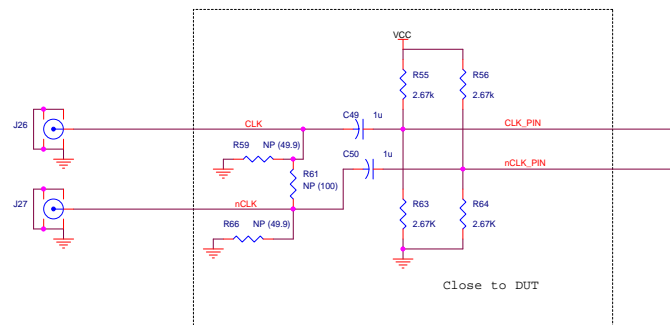 VCC
R55
R56
2.67k
2.67k
J26
CLK
C49
1u
CLK_PIN
R59
NP (49.9)
C50
1u
nCLK_PIN
R61
NP (100)
J27
nCLK
R63
R64
2.67K
2.67K
R66
NP (49.9)
Close to DUT